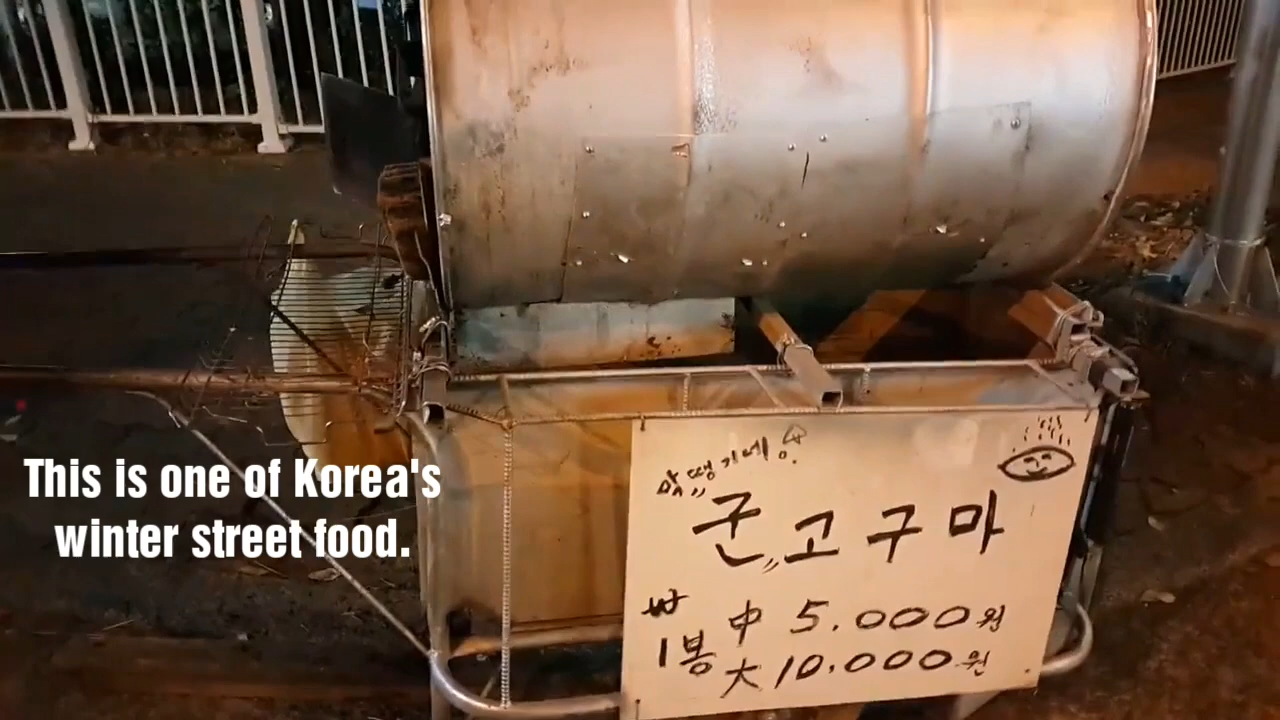 This is one of Korea's
winter street food.
군고구마
1봉 中 5.000원
大 10.000원